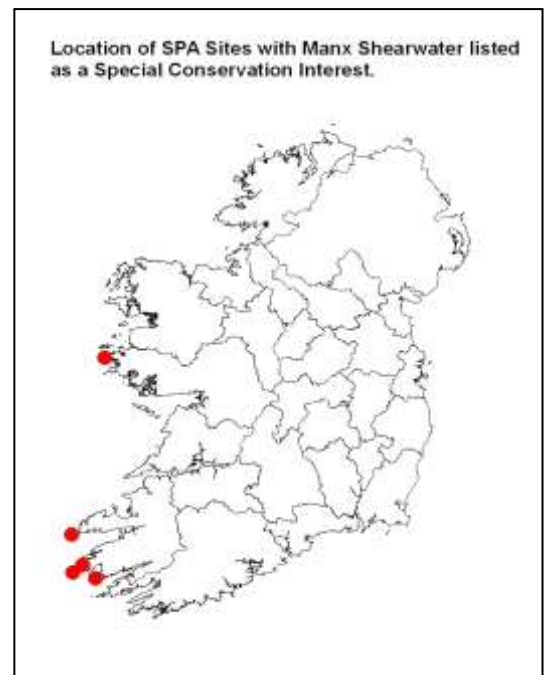 Location of SPA Sites with Manx Shearwater listed
as a Special Conservation Interest.